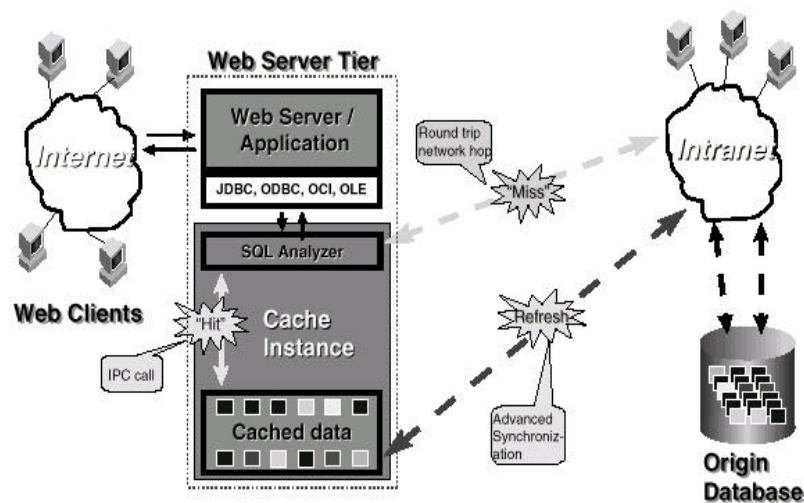 Web Server Tier
Internet
Web Clients
Web Server /
Application
JDBC, ODBC, OCI, OLE
SQL Analyzer
"Hit"
IPC call
Cache
Instance
Cached data
Round trip
network hop
"Miss"
Refresh
Advanced
Synchroniz-
ation
Intranet
Origin
Database